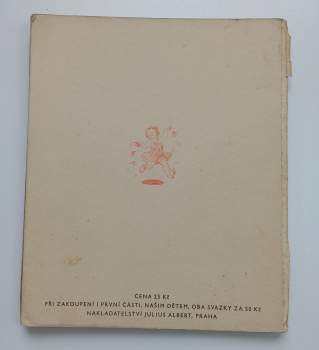 CENA 25 Kč
PŘI ZAKOUPENÍ I PRVNÍ ČÁSTI, NAŠIM DĚTEM, OBA SVAZKY ZA 50 Kč
NAKLADATELSTVÍ JULIUS ALBERT, PRAHA